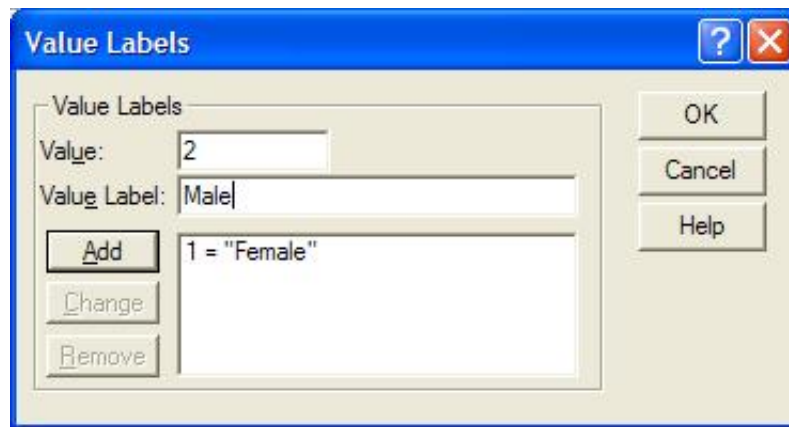 Value Labels
Value Labels
Value: 2
Value Label: Male
Add
1 = "Female"
Change
Remove
OK
Cancel
Help